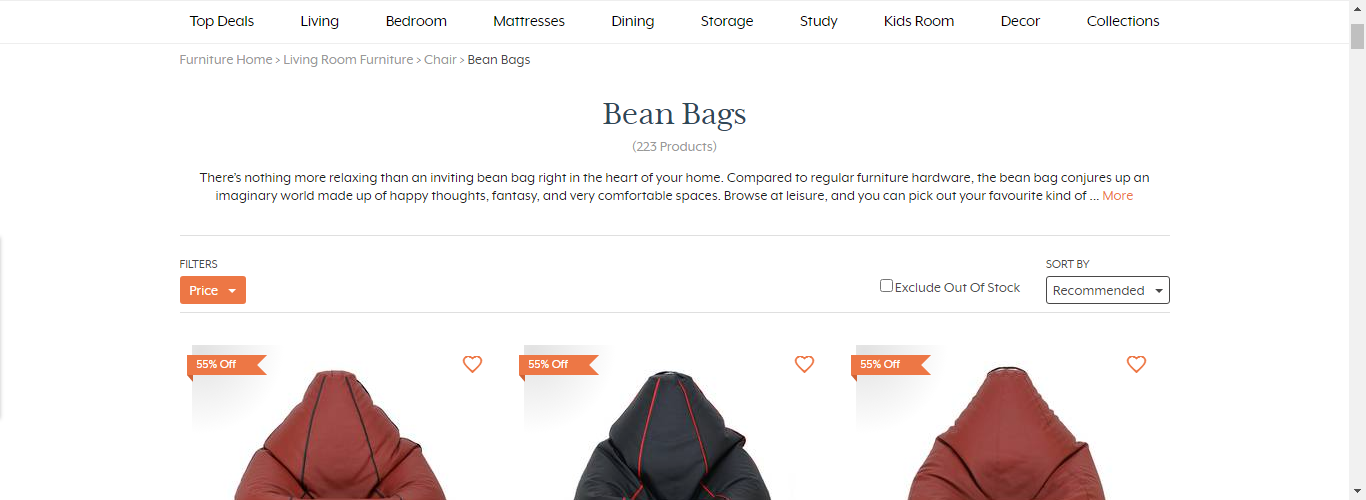 Top Deals Living Bedroom Mattresses Dining Storage Study Kids Room Decor Collections
Furniture Home > Living Room Furniture > Chair > Bean Bags
Bean Bags
(223 Products)
There's nothing more relaxing than an inviting bean bag right in the heart of your home. Compared to regular furniture hardware, the bean bag conjures up an
imaginary world made up of happy thoughts, fantasy, and very comfortable spaces. Browse at leisure, and you can pick out your favourite kind of ... More
FILTERS
Price
Exclude Out Of Stock
SORT BY
Recommended
55% Off
55% Off
55% Off